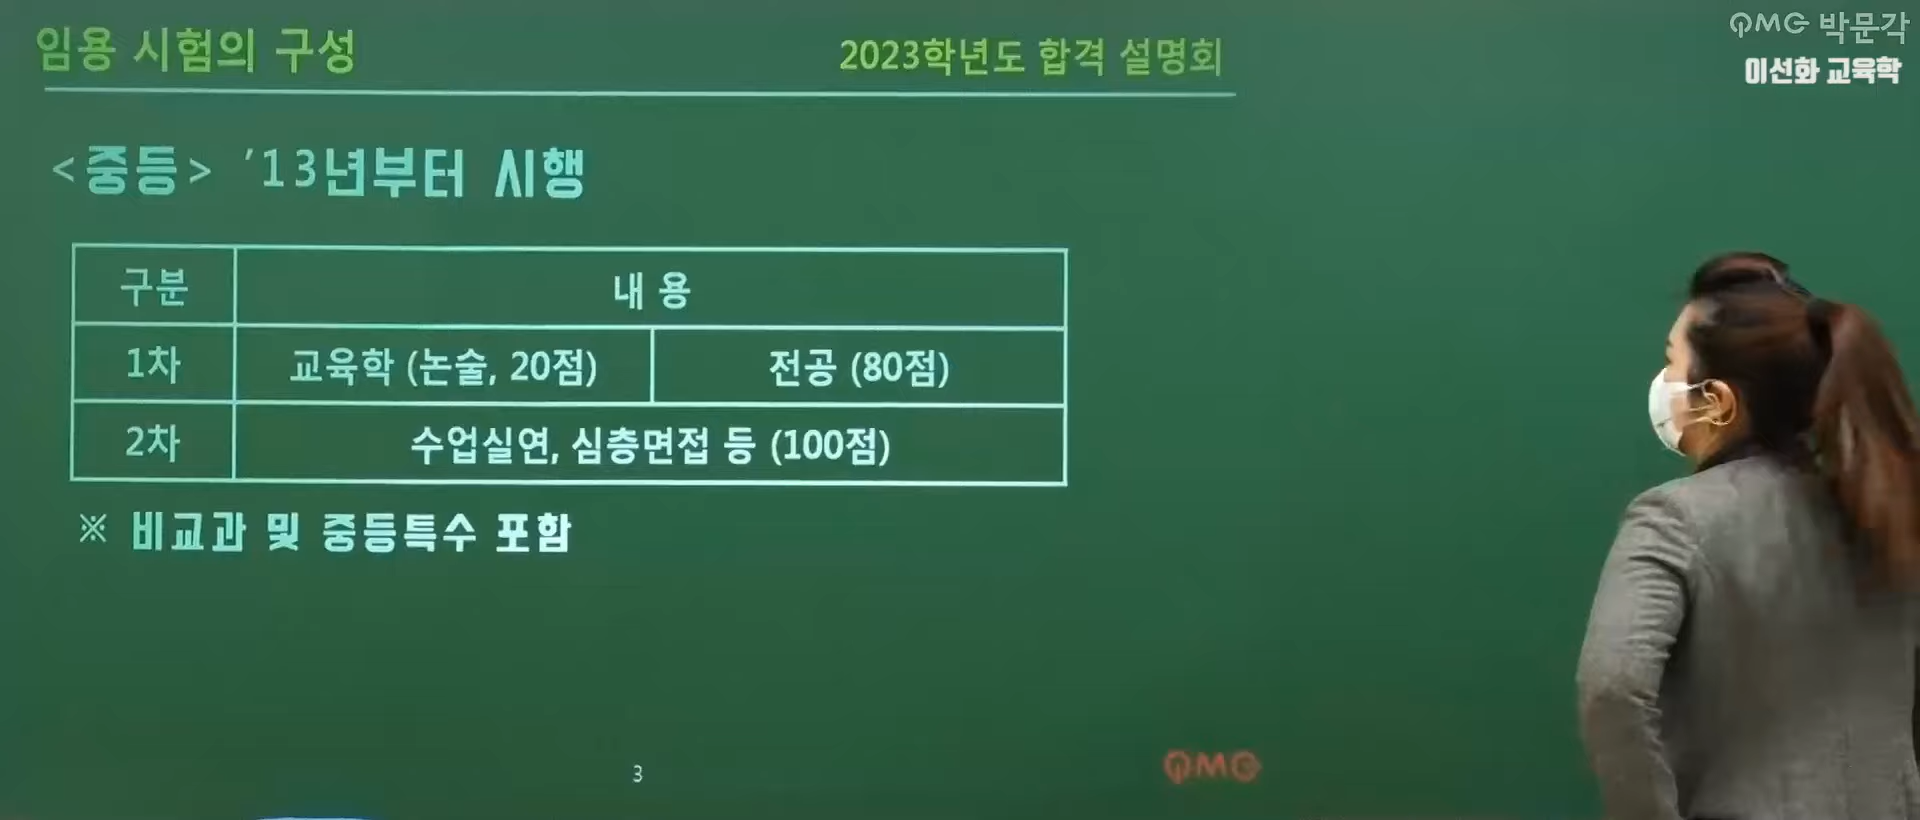 임용 시험의 구성
2023학년도 합격 설명회
PMG 박문각
이선화 교육학
<중등> '13년부터 시행
구분 내 용
1차 교육학 (논술, 20점) 전공 (80점)
2차 수업실연, 심층면접 등 (100점)
※ 비교과 및 중등특수 포함
3
PMG